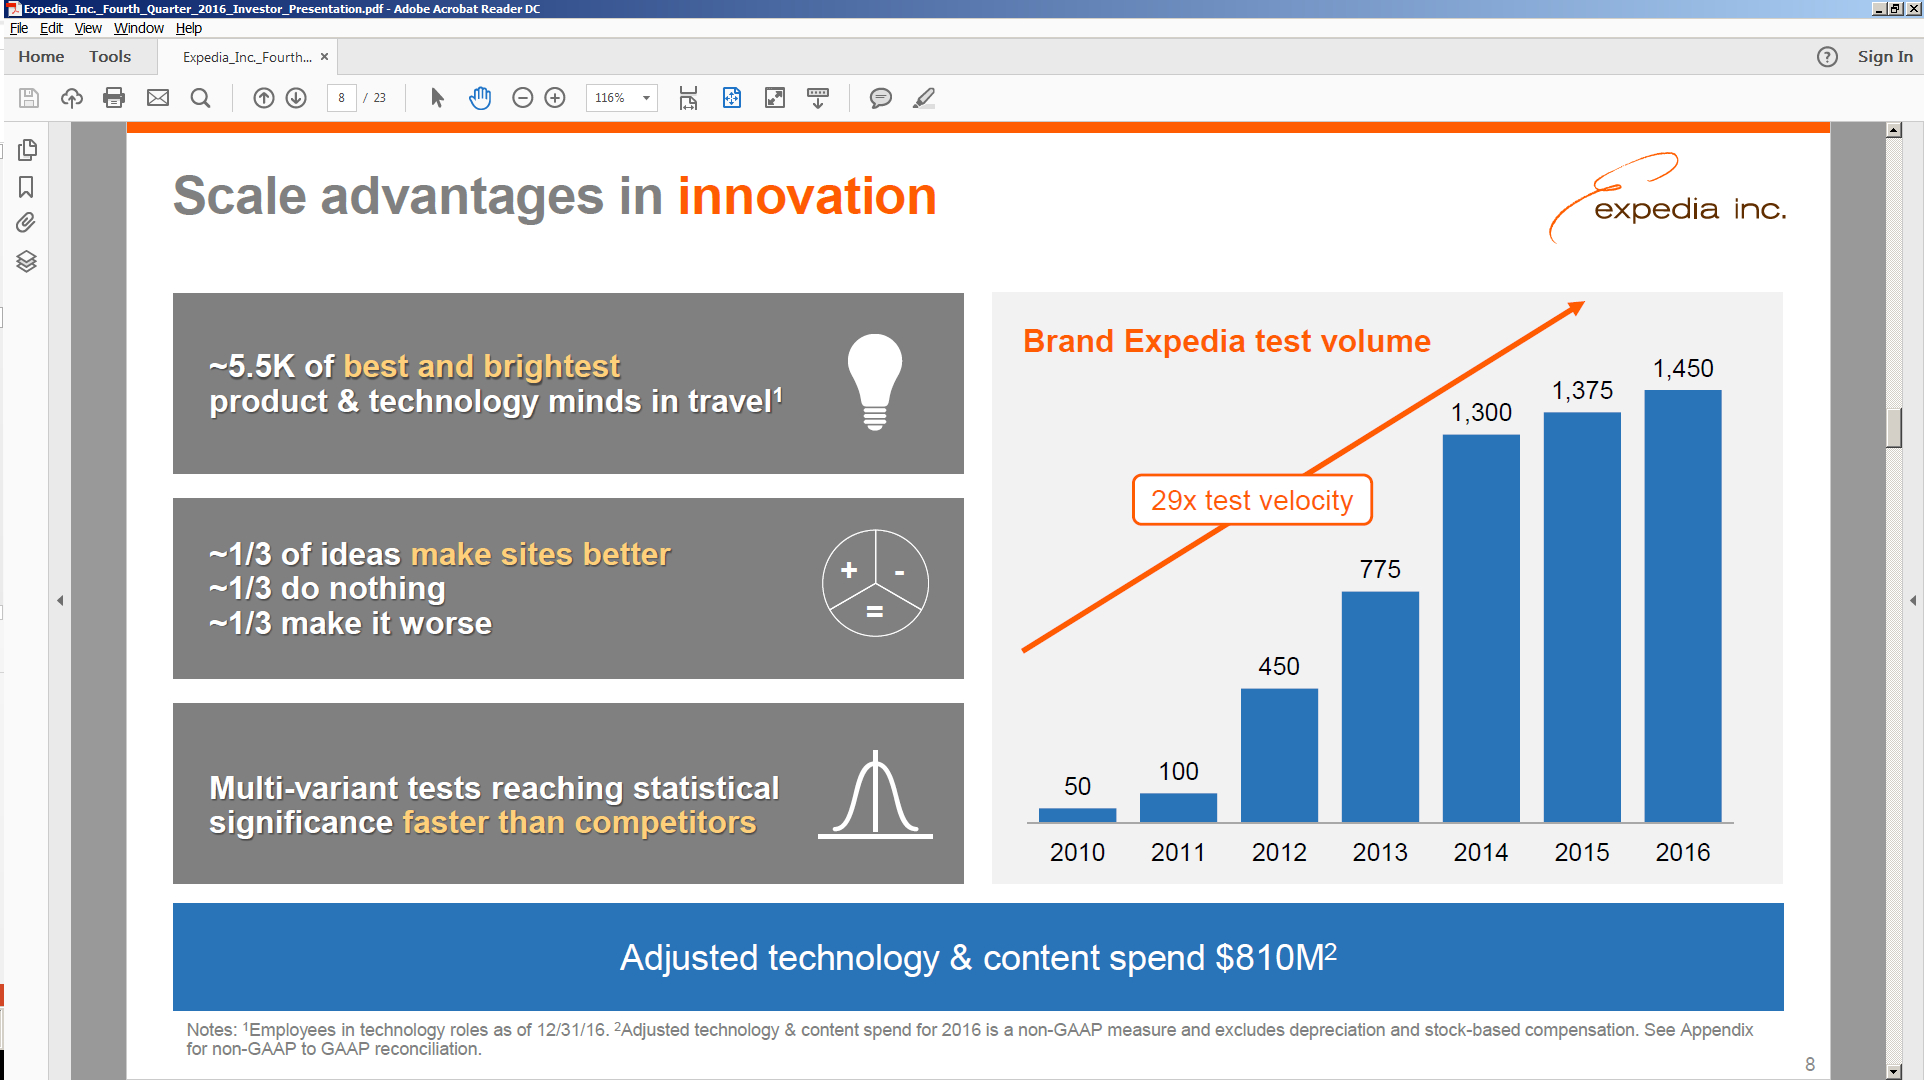 Expedia_Inc._Fourth_Quarter_2016_Investor_Presentation.pdf - Adobe Acrobat Reader DC
File Edit View Window Help
Home Tools Expedia_Inc._Fourth... × ? Sign In
8 / 23 116%
Scale advantages in innovation
expedia inc.
~5.5K of best and brightest
product & technology minds in travel¹
~1/3 of ideas make sites better
~1/3 do nothing
~1/3 make it worse
+ -
=
Multi-variant tests reaching statistical
significance faster than competitors
Brand Expedia test volume
29x test velocity
50 100 450 775 1,300 1,375 1,450
2010 2011 2012 2013 2014 2015 2016
Adjusted technology & content spend $810M²
Notes: ¹Employees in technology roles as of 12/31/16. ²Adjusted technology & content spend for 2016 is a non-GAAP measure and excludes depreciation and stock-based compensation. See Appendix
for non-GAAP to GAAP reconciliation.
8